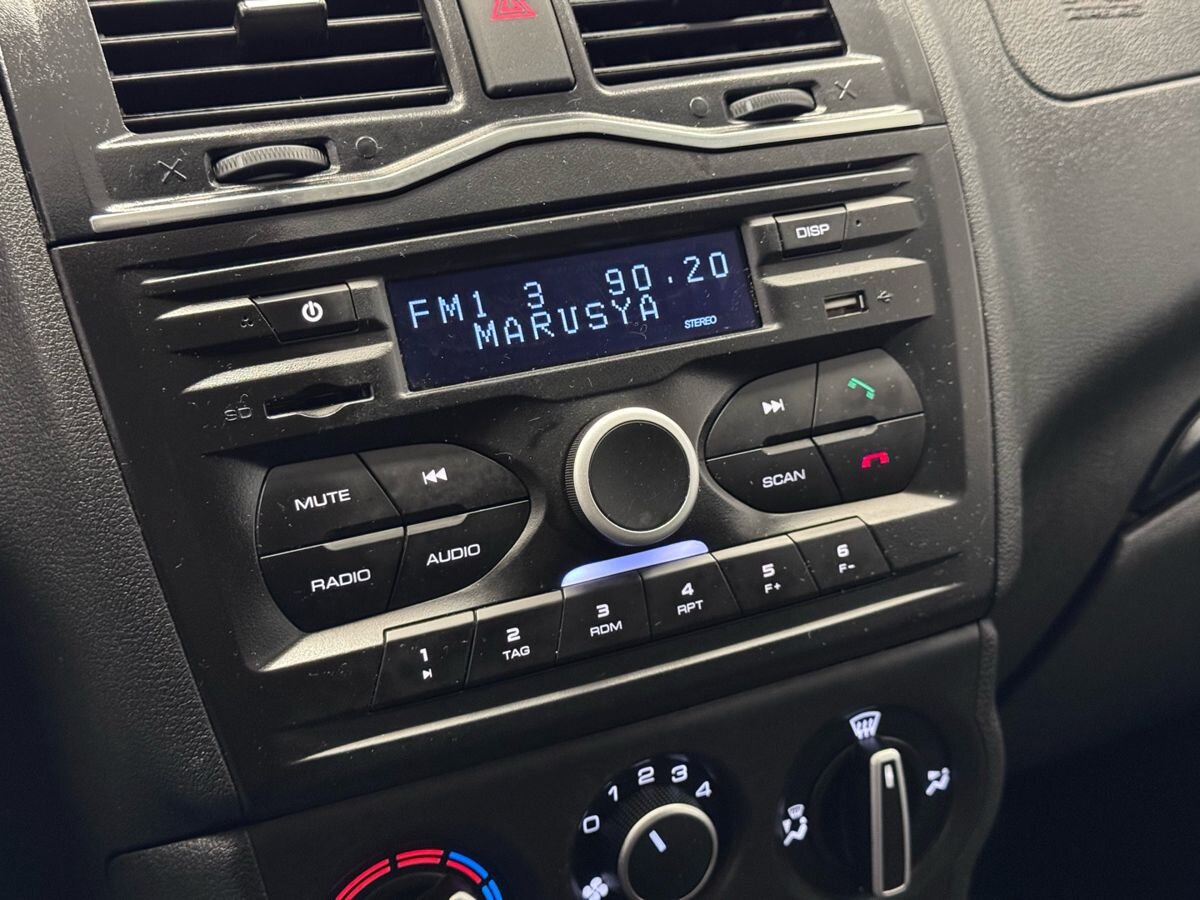 DISP
FM1 3 90.20
MARUSYA
STEREO
SD
MUTE
SCAN
RADIO
AUDIO
1
2
TAG
3
RDM
4
RPT
5
F+
6
F-
0
1
2
3
4